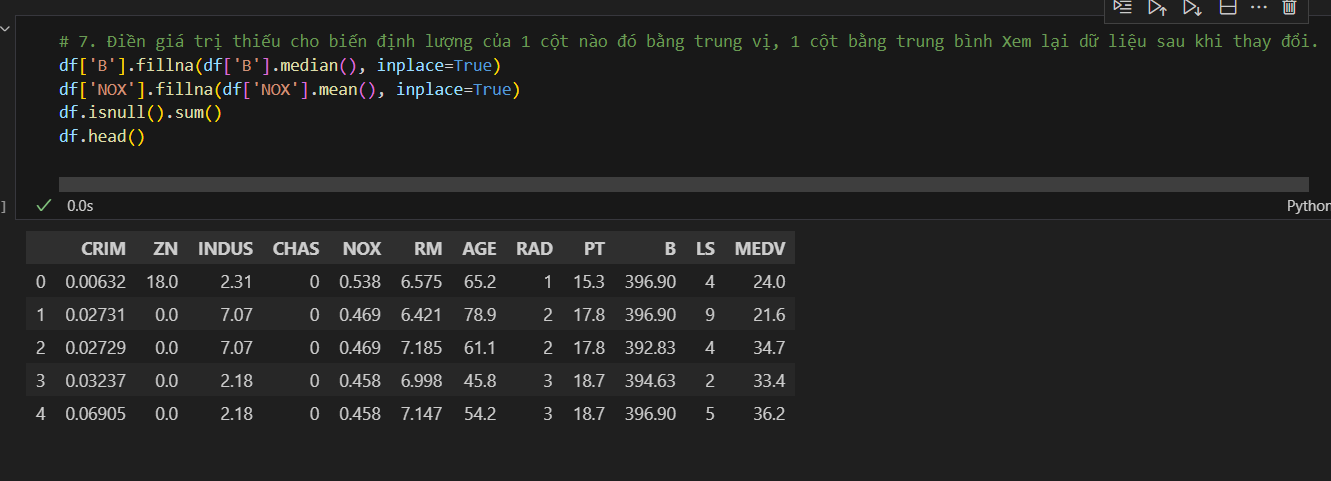 # 7. Điền giá trị thiếu cho biến định lượng của 1 cột nào đó bằng trung vị, 1 cột bằng trung bình Xem lại dữ liệu sau khi thay đổi.
df['B'].fillna(df['B'].median(), inplace=True)
df['NOX'].fillna(df['NOX'].mean(), inplace=True)
df.isnull().sum()
df.head()
] 0.0s Python
CRIM ZN INDUS CHAS NOX RM AGE RAD PT B LS MEDV
0 0.00632 18.0 2.31 0 0.538 6.575 65.2 1 15.3 396.90 4 24.0
1 0.02731 0.0 7.07 0 0.469 6.421 78.9 2 17.8 396.90 9 21.6
2 0.02729 0.0 7.07 0 0.469 7.185 61.1 2 17.8 392.83 4 34.7
3 0.03237 0.0 2.18 0 0.458 6.998 45.8 3 18.7 394.63 2 33.4
4 0.06905 0.0 2.18 0 0.458 7.147 54.2 3 18.7 396.90 5 36.2